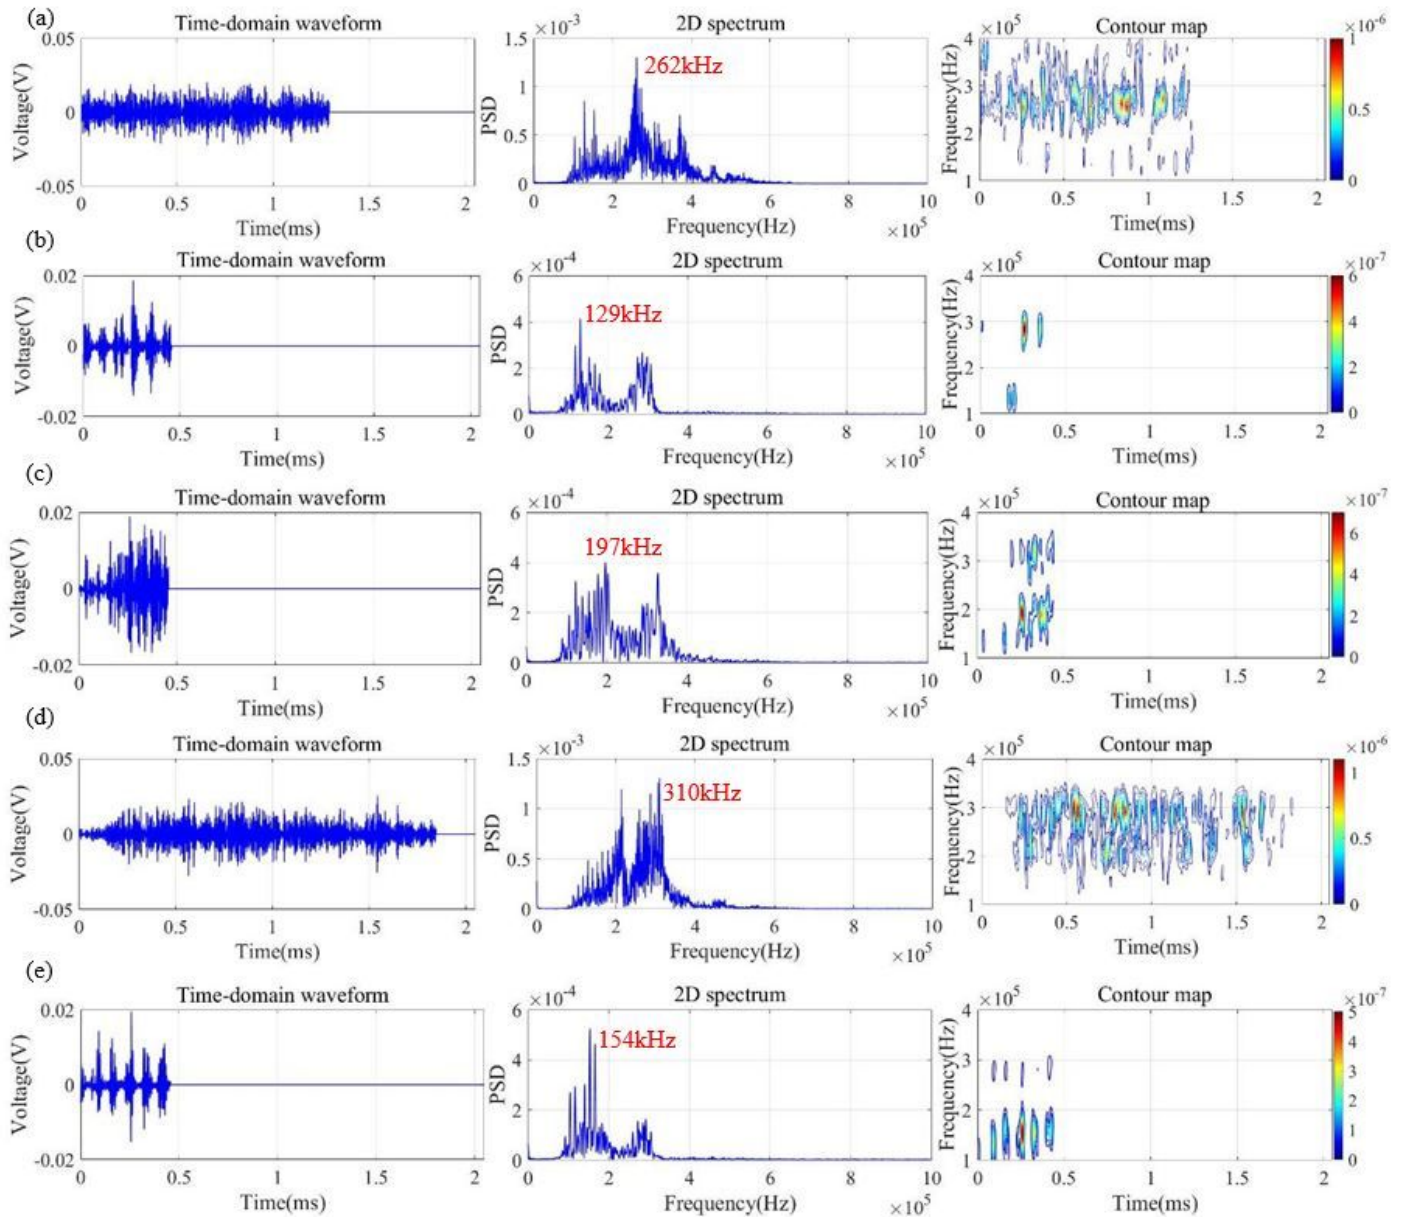 (a)
Time-domain waveform
2D spectrum
Contour map
Voltage(V)
0.05
0
-0.05
0 0.5 1 1.5 2
Time(ms)
PSD
×10⁻³
1.5
1
0.5
0
262kHz
0 2 4 6 8 10
Frequency(Hz)
×10⁵
Frequency(Hz)
×10⁵
4
3
2
1
0 0.5 1 1.5 2
Time(ms)
×10⁻⁶
1
0.5
0
(b)
Time-domain waveform
2D spectrum
Contour map
Voltage(V)
0.02
0
-0.02
0 0.5 1 1.5 2
Time(ms)
PSD
×10⁻⁴
6
4
2
0
129kHz
0 2 4 6 8 10
Frequency(Hz)
×10⁵
Frequency(Hz)
×10⁵
4
3
2
1
0 0.5 1 1.5 2
Time(ms)
×10⁻⁷
6
4
2
0
(c)
Time-domain waveform
2D spectrum
Contour map
Voltage(V)
0.02
0
-0.02
0 0.5 1 1.5 2
Time(ms)
PSD
×10⁻⁴
6
4
2
0
197kHz
0 2 4 6 8 10
Frequency(Hz)
×10⁵
Frequency(Hz)
×10⁵
4
3
2
1
0 0.5 1 1.5 2
Time(ms)
×10⁻⁷
6
4
2
0
(d)
Time-domain waveform
2D spectrum
Contour map
Voltage(V)
0.05
0
-0.05
0 0.5 1 1.5 2
Time(ms)
PSD
×10⁻³
1.5
1
0.5
0
310kHz
0 2 4 6 8 10
Frequency(Hz)
×10⁵
Frequency(Hz)
×10⁵
4
3
2
1
0 0.5 1 1.5 2
Time(ms)
×10⁻⁶
1
0.5
0
(e)
Time-domain waveform
2D spectrum
Contour map
Voltage(V)
0.02
0
-0.02
0 0.5 1 1.5 2
Time(ms)
PSD
×10⁻⁴
6
4
2
0
154kHz
0 2 4 6 8 10
Frequency(Hz)
×10⁵
Frequency(Hz)
×10⁵
4
3
2
1
0 0.5 1 1.5 2
Time(ms)
×10⁻⁷
5
4
3
2
1
0